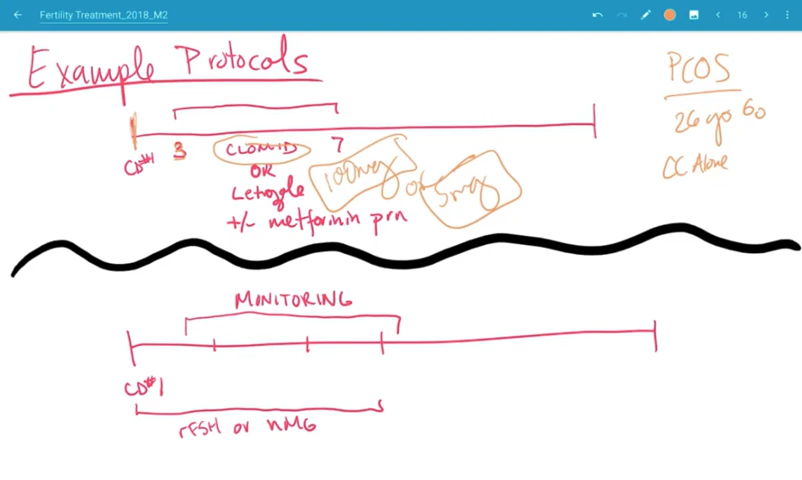 Fertility Treatment_2018_M2
16
Example Protocols
PCOS
26 yo G0
CC Alone
CD#1
3
CLOMID
7
OR
Letrozole
100mg or 5mg
+/- metformin prn
MONITORING
CD#1
rFSH or hMG